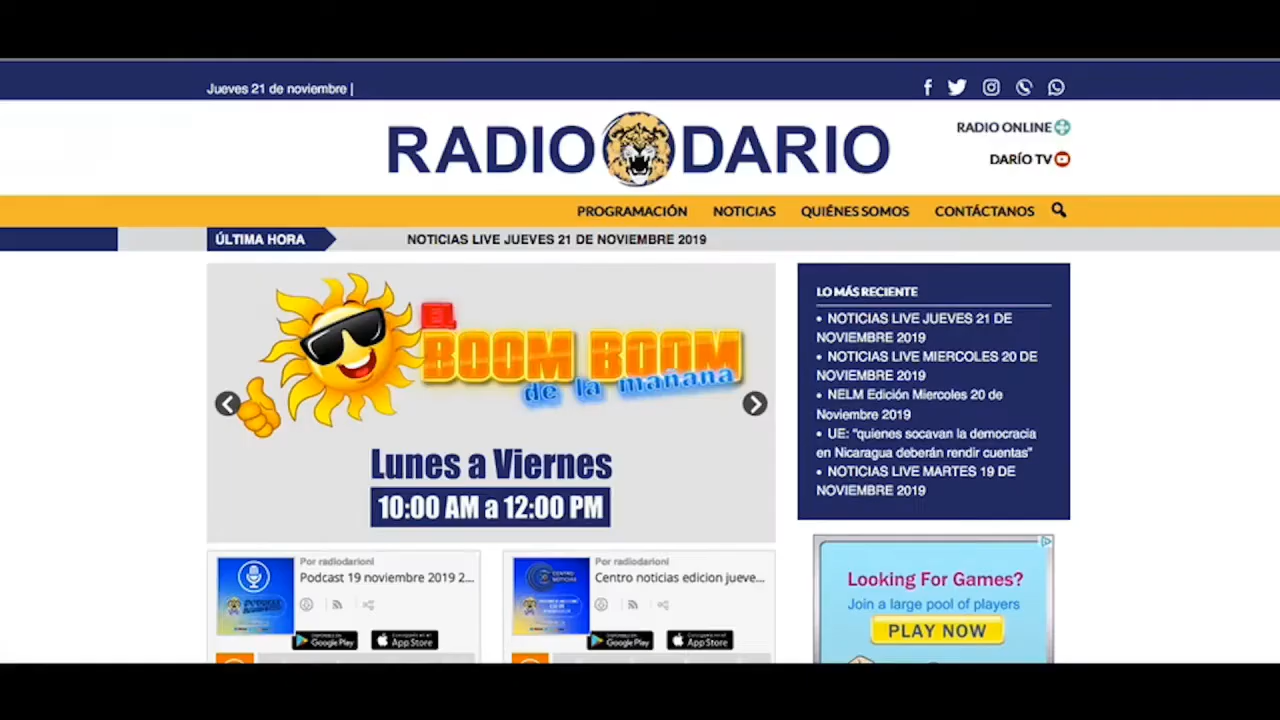 Jueves 21 de noviembre |
RADIO DARIO
RADIO ONLINE
DARÍO TV
PROGRAMACIÓN NOTICIAS QUIÉNES SOMOS CONTÁCTANOS
ÚLTIMA HORA NOTICIAS LIVE JUEVES 21 DE NOVIEMBRE 2019
EL
BOOM BOOM
de la mañana
Lunes a Viernes
10:00 AM a 12:00 PM
LO MÁS RECIENTE
• NOTICIAS LIVE JUEVES 21 DE
NOVIEMBRE 2019
• NOTICIAS LIVE MIERCOLES 20 DE
NOVIEMBRE 2019
• NELM Edición Miercoles 20 de
Noviembre 2019
• UE: “quienes socavan la democracia
en Nicaragua deberán rendir cuentas”
• NOTICIAS LIVE MARTES 19 DE
NOVIEMBRE 2019
Por radiodarioni
Podcast 19 noviembre 2019 2...
Google Play App Store
Por radiodarioni
Centro noticias edicion jueve...
CENTRO
NOTICIAS
Google Play App Store
Looking For Games?
Join a large pool of players
PLAY NOW